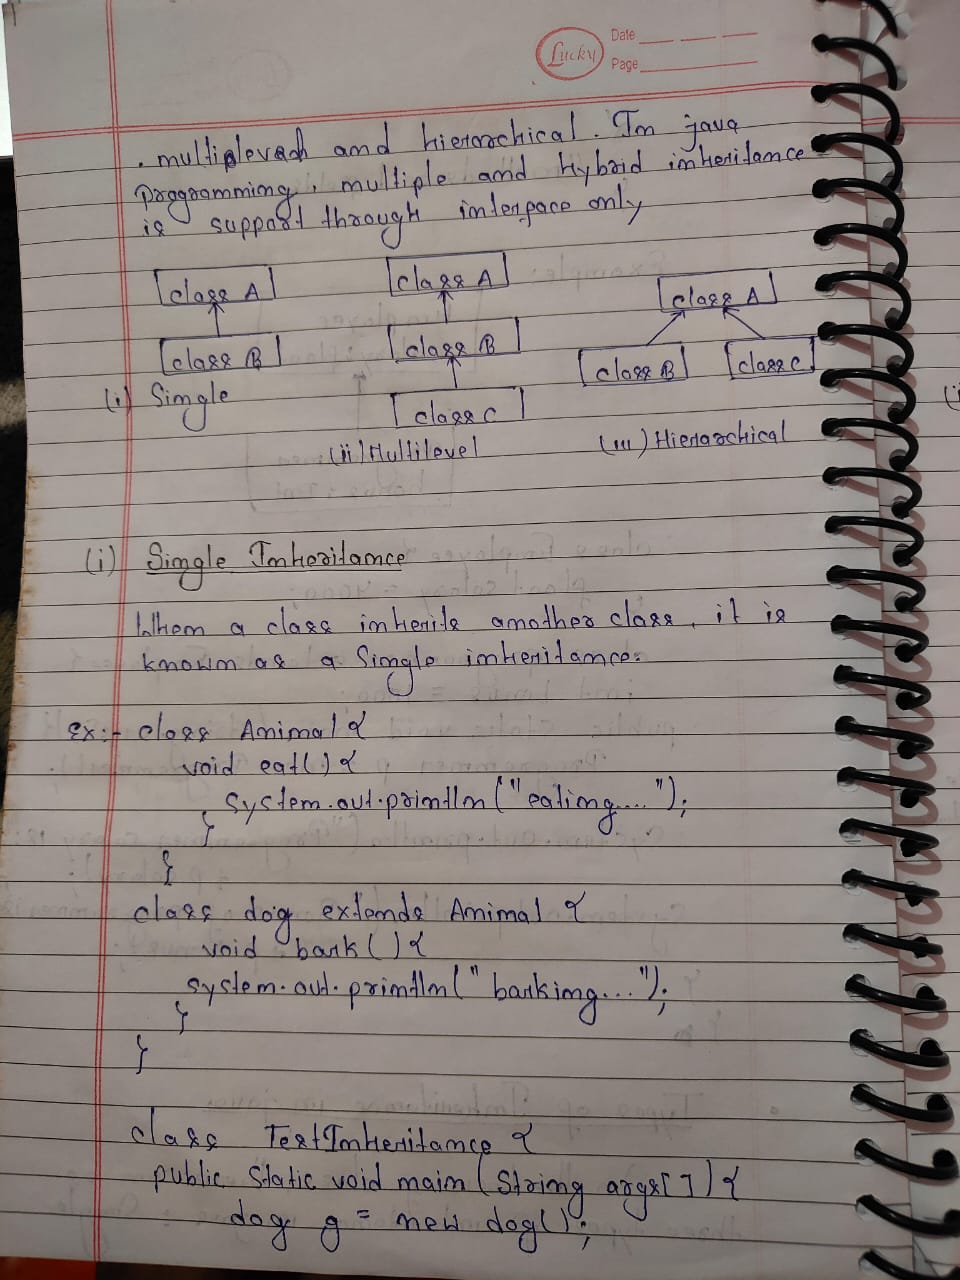 Lucky
Date
Page
. multiplevel and hierarchical. In java
programming, multiple and Hybrid inheritance
is support through interface only
class A
class B
(i) Single
class A
class B
class C
(ii) Multilevel
class A
class B class C
(iii) Hierarchical
(i) Single Inheritance
When a class inherits another class, it is
known as a Single inheritance.
Ex:- class Animal {
void eat() {
system.out.println("eating....");
}
}
class dog extends Animal {
void bark() {
system.out.println("barking...");
}
}
class TestInheritance {
public static void main(String args[]) {
dog g = new dog();